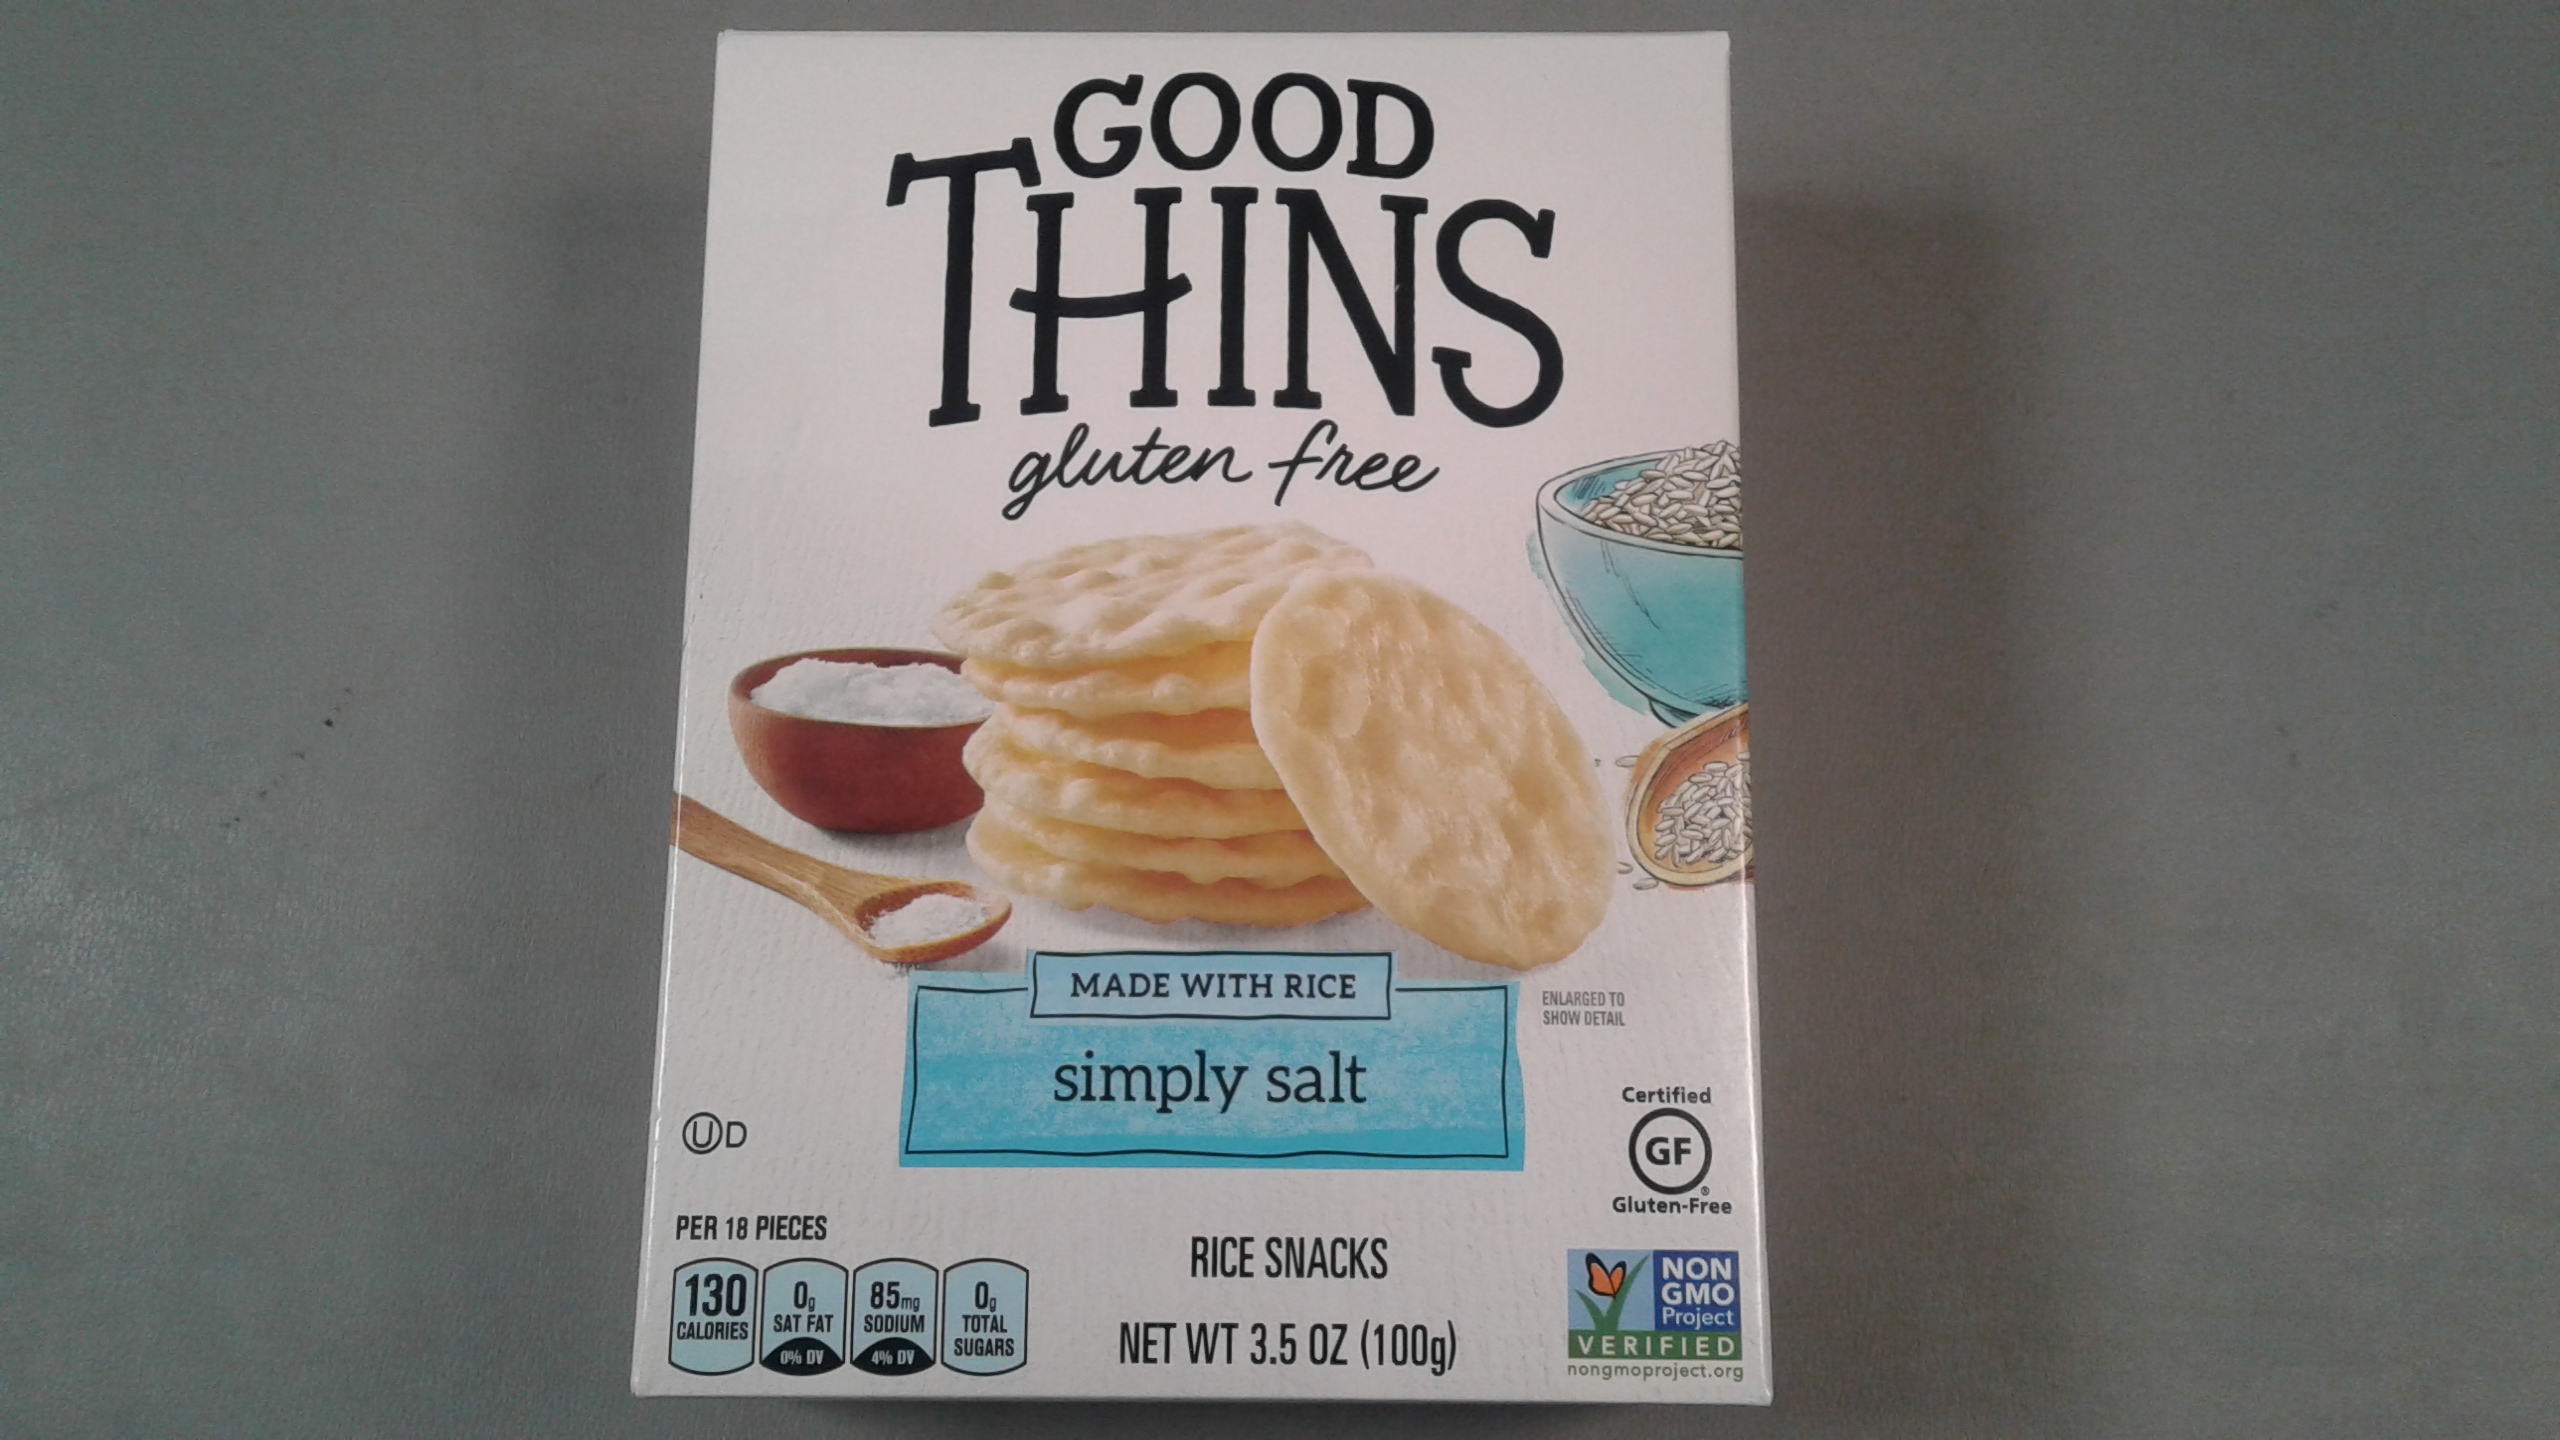 GOOD
THINS
gluten free
MADE WITH RICE
simply salt
ENLARGED TO
SHOW DETAIL
UD
Certified
GF®
Gluten-Free
PER 18 PIECES
130
CALORIES
0g
SAT FAT
0% DV
85mg
SODIUM
4% DV
0g
TOTAL
SUGARS
RICE SNACKS
NET WT 3.5 OZ (100g)
NON
GMO
Project
VERIFIED
nongmoproject.org